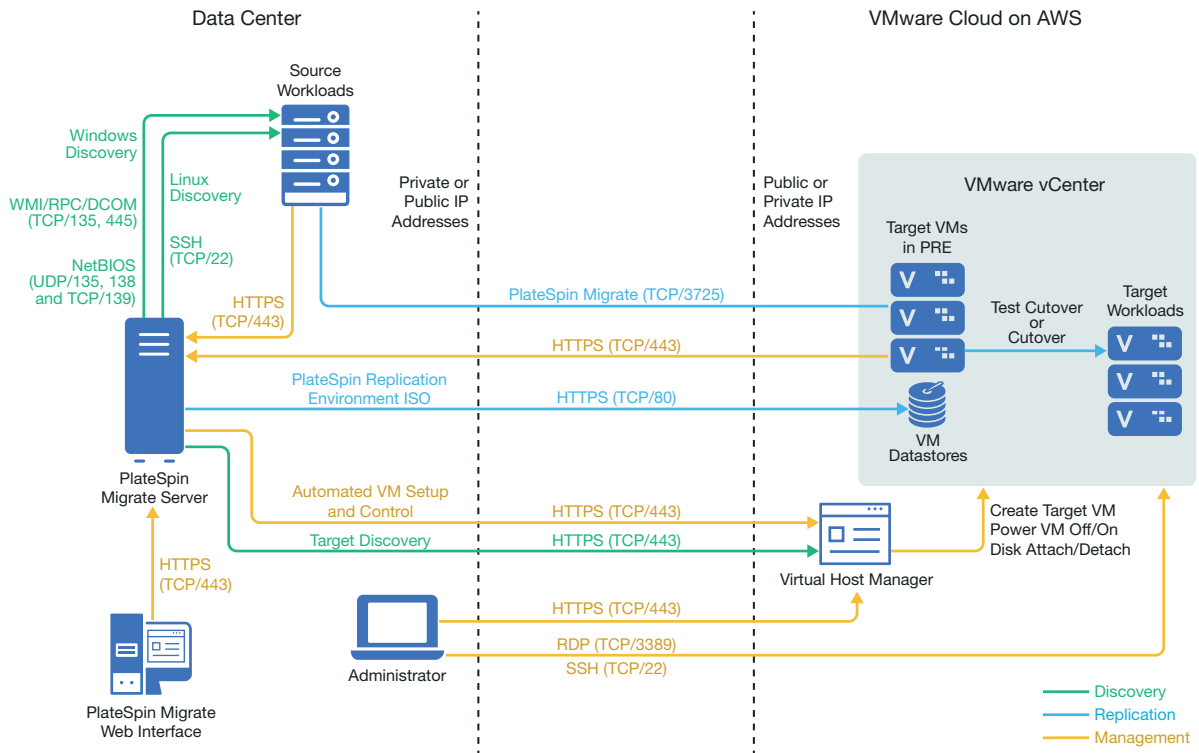 Data Center
VMware Cloud on AWS
Source
Workloads
Windows
Discovery
Linux
Discovery
WMI/RPC/DCOM
(TCP/135, 445)
SSH
(TCP/22)
NetBIOS
(UDP/135, 138
and TCP/139)
HTTPS
(TCP/443)
Private or
Public IP
Addresses
Public or
Private IP
Addresses
VMware vCenter
Target VMs
in PRE
V
V
V
PlateSpin Migrate (TCP/3725)
HTTPS (TCP/443)
Test Cutover
or
Cutover
Target
Workloads
V
V
V
PlateSpin Replication
Environment ISO
HTTPS (TCP/80)
VM
Datastores
PlateSpin
Migrate Server
Automated VM Setup
and Control
HTTPS (TCP/443)
Target Discovery
HTTPS (TCP/443)
Create Target VM
Power VM Off/On
Disk Attach/Detach
Virtual Host Manager
HTTPS
(TCP/443)
HTTPS (TCP/443)
RDP (TCP/3389)
SSH (TCP/22)
Administrator
PlateSpin Migrate
Web Interface
Discovery
Replication
Management